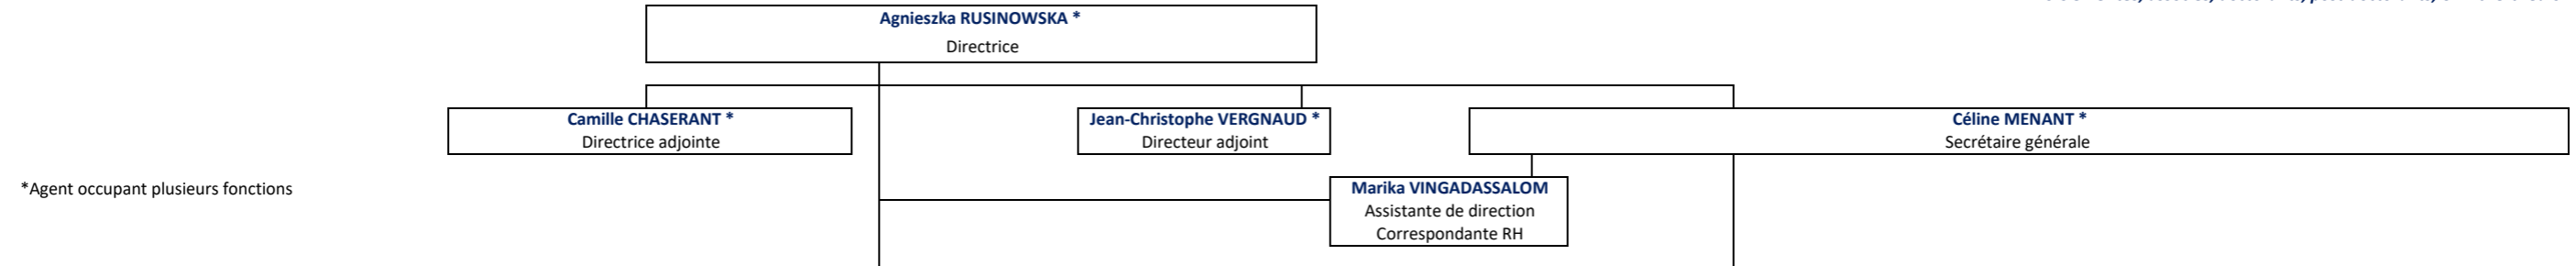 Agnieszka RUSINOWSKA *
Directrice
Camille CHASERANT *
Directrice adjointe
Jean-Christophe VERGNAUD *
Directeur adjoint
Céline MENANT *
Secrétaire générale
*Agent occupant plusieurs fonctions
Marika VINGADASSALOM
Assistante de direction
Correspondante RH